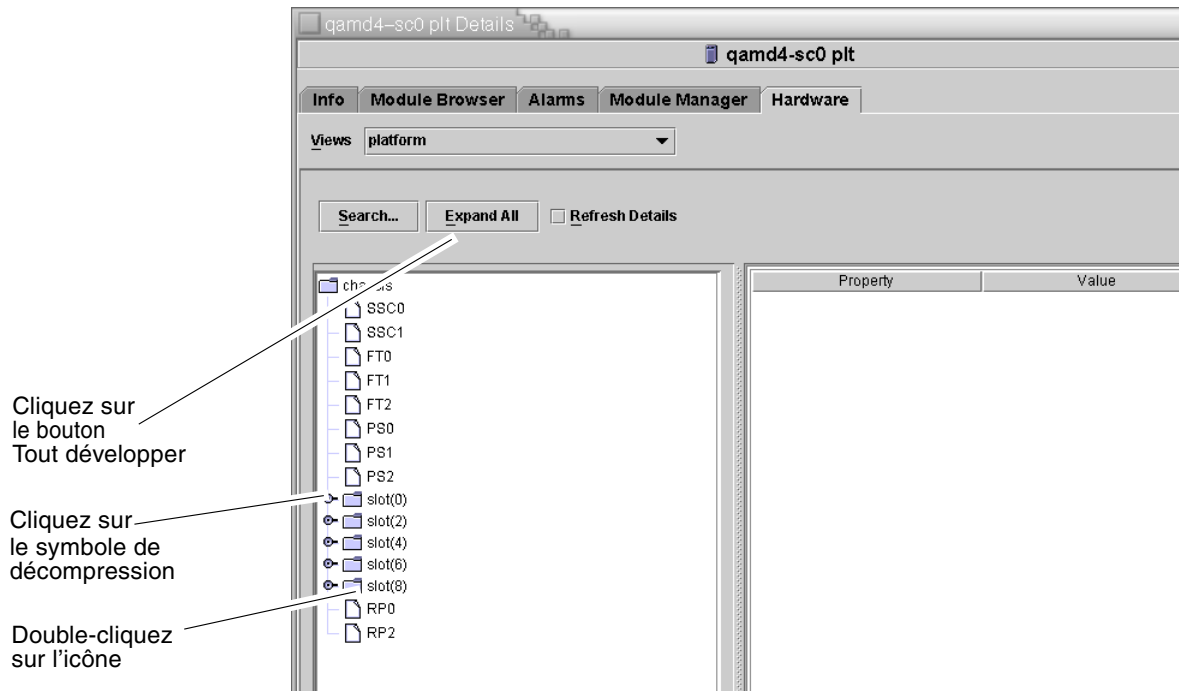 qamd4-sc0 plt Details
qamd4-sc0 plt
Info Module Browser Alarms Module Manager Hardware
Views platform
Search... Expand All Refresh Details
Property Value
SSC0
SSC1
FT0
FT1
FT2
PS0
PS1
PS2
slot(0)
slot(2)
slot(4)
slot(6)
slot(8)
RP0
RP2
Cliquez sur
le bouton
Tout développer
Cliquez sur
le symbole de
décompression
Double-cliquez
sur l'icône